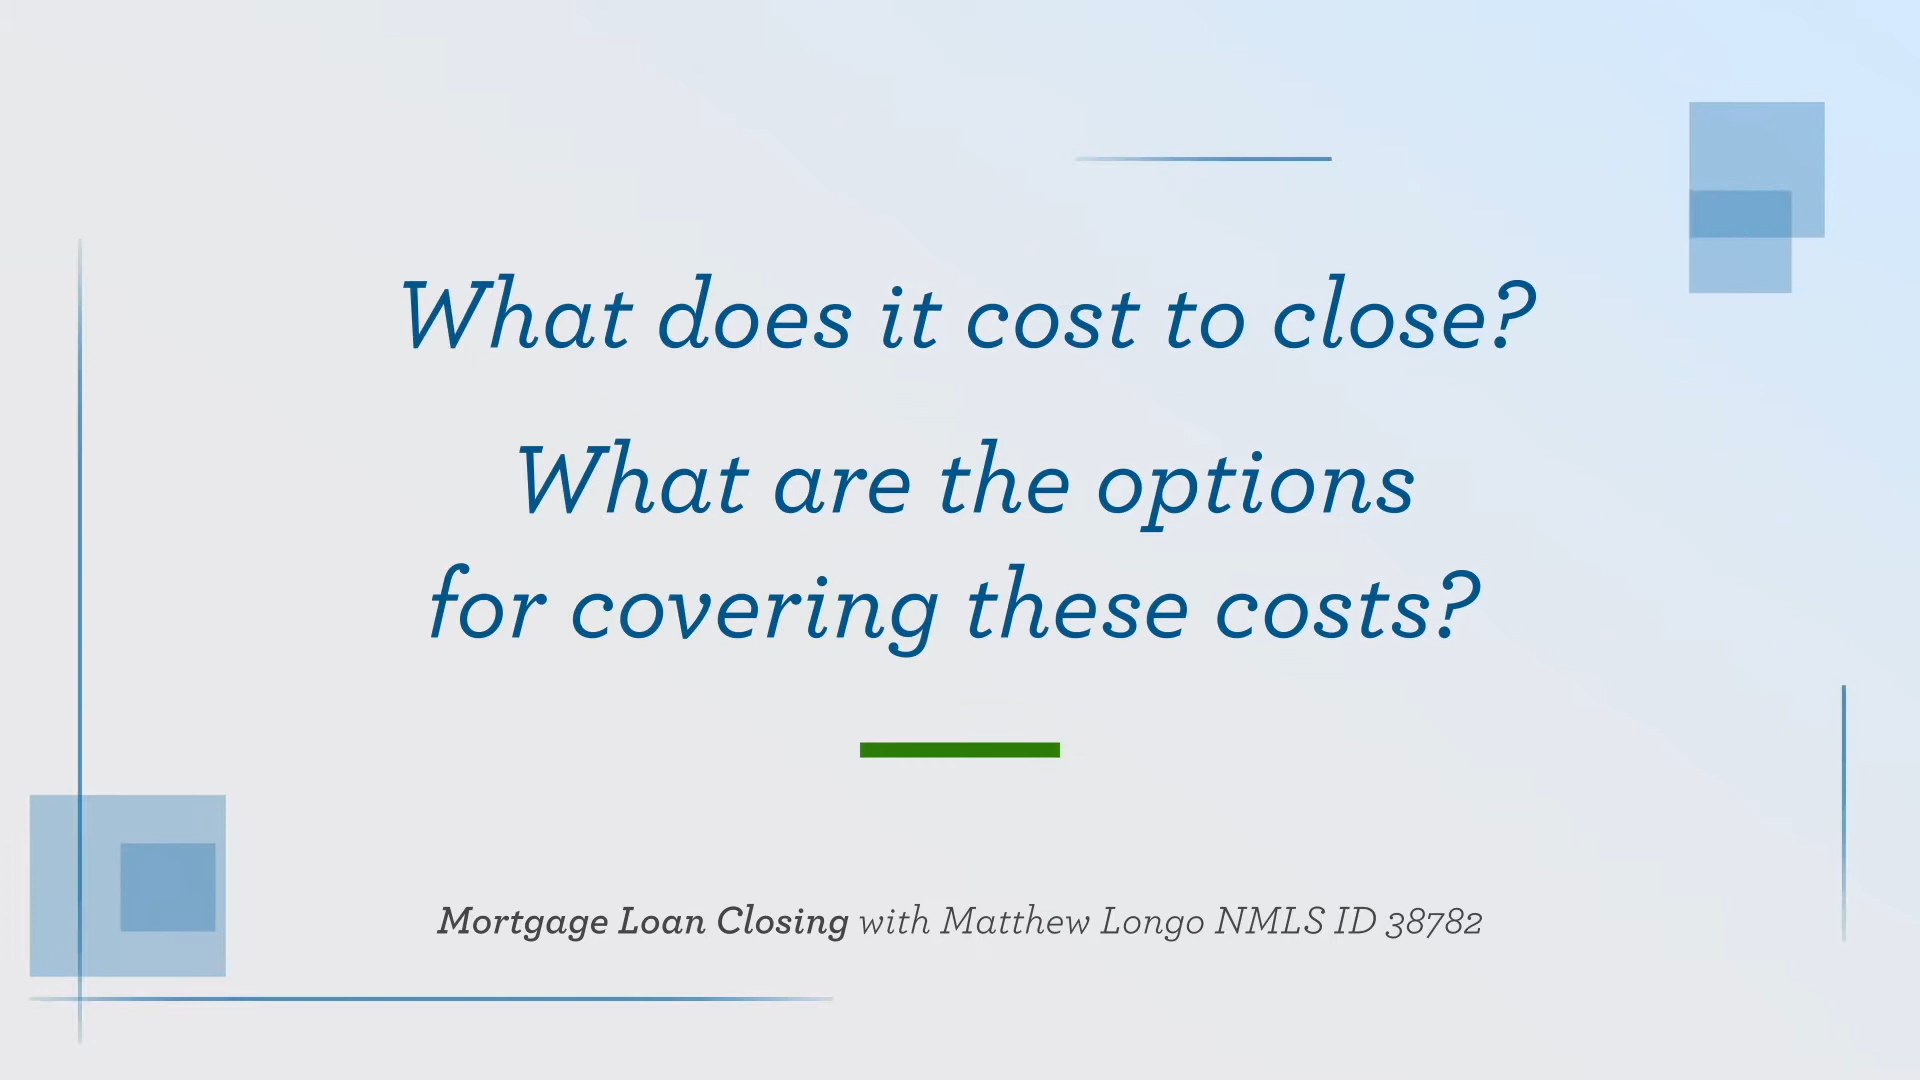 What does it cost to close?
What are the options
for covering these costs?
Mortgage Loan Closing with Matthew Longo NMLS ID 38782